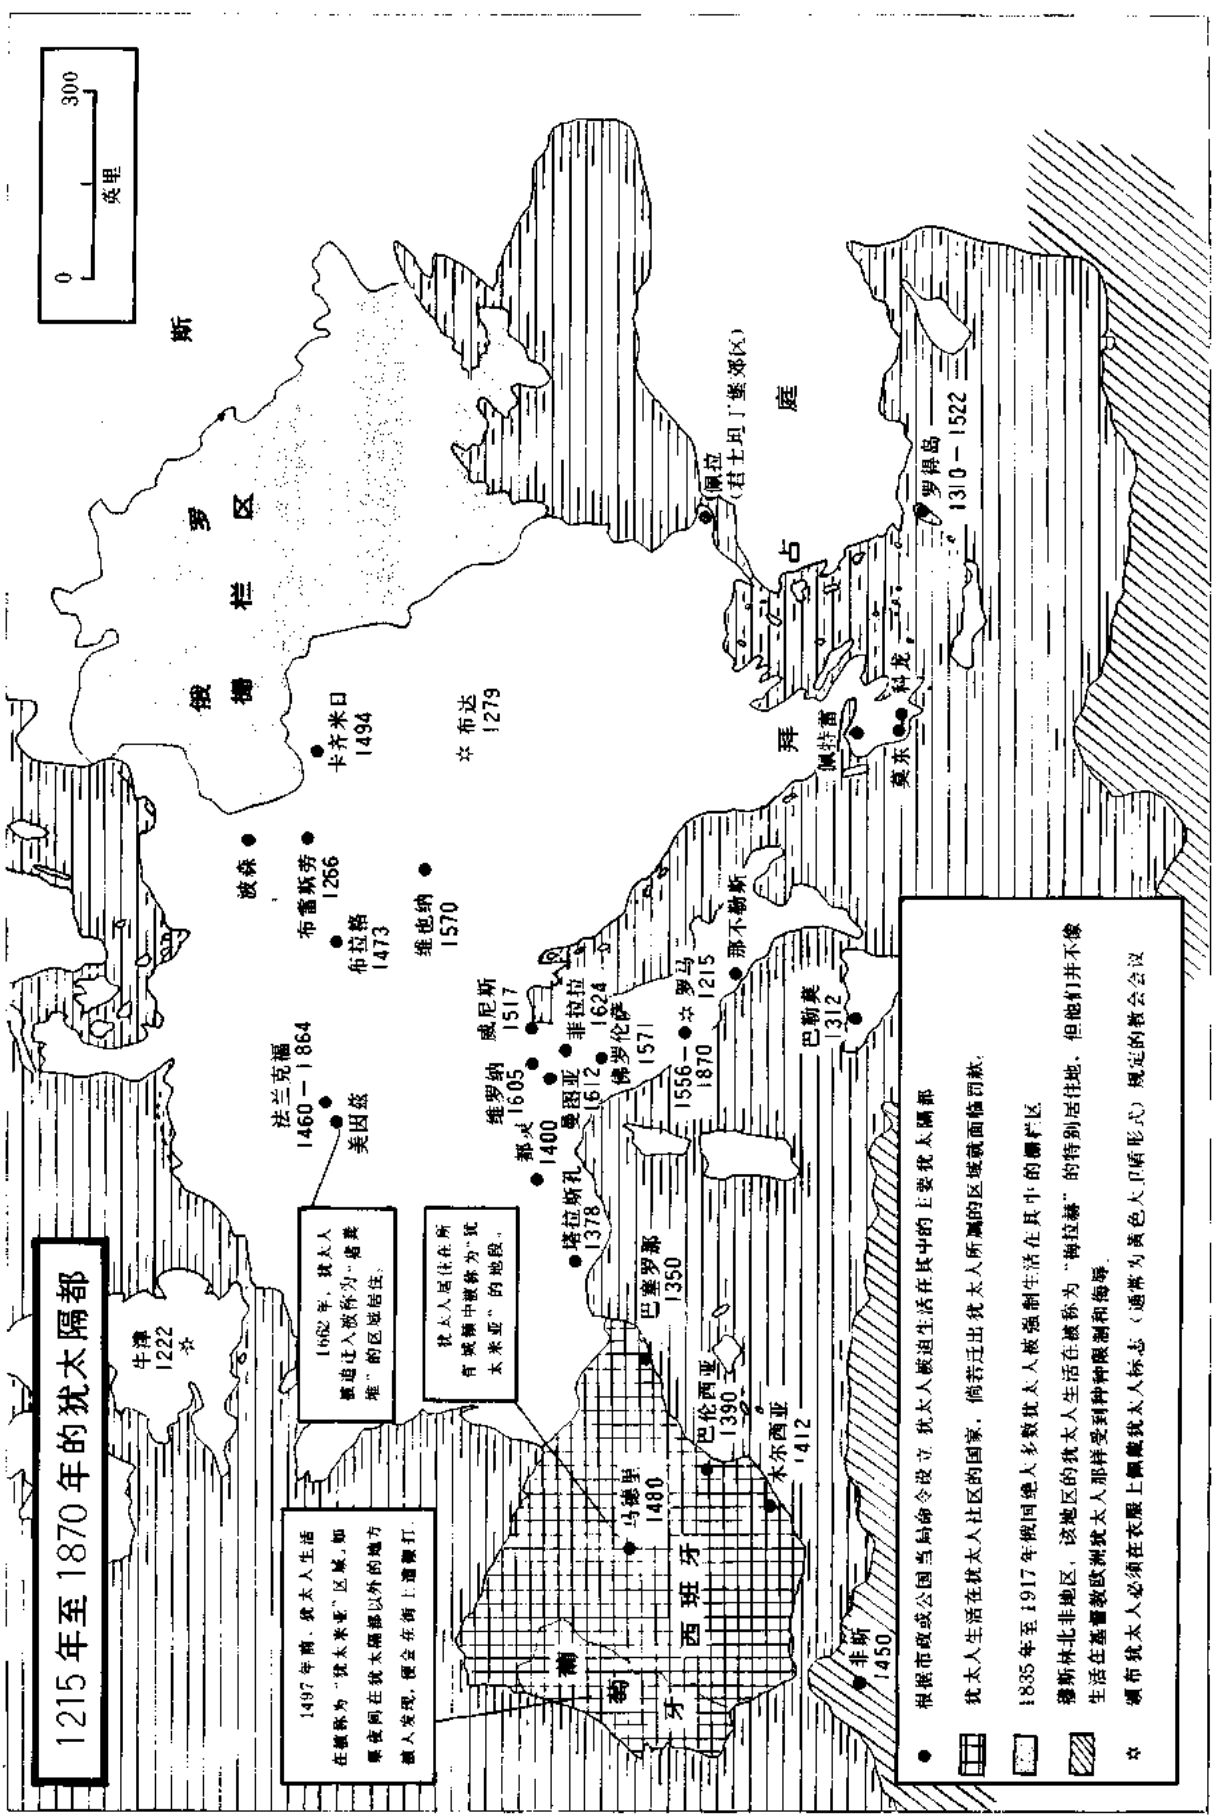 1215年至1870年的犹太隔都
0
300
英里
俄
罗
斯
栅
栏
区
牛津
1222
1662年，犹太人
被迫迁入被称为“猪粪
堆”的区域居住。
犹太人居住在所
有城镇中被称为“犹
太米亚”的地段。
1497年前，犹太人生活
在被称为“犹太米亚”区域，如
果夜间在犹太隔都以外的地方
被人发现，便会在街上遭鞭打
法兰克福
1460－1864
美因兹
波森
布雷斯劳
1266
布拉格
1473
卡齐米日
1494
布达
1279
维也纳
1570
威尼斯
1517
维罗纳
1605
都灵
1400
曼图亚
1612
菲拉拉
1624
佛罗伦萨
1571
塔拉斯孔
1378
罗马
1215
1556－
1870
那不勒斯
巴勒莫
1312
巴塞罗那
1350
巴伦西亚
1390
木尔西亚
1412
马德里
1480
西班牙
葡
萄
牙
非斯
1450
佩拉
（君士坦丁堡郊区）
拜
占
庭
佩特雷
莫东
科龙
罗得岛
1310－1522
根据市政或公国当局命令设立 犹太人被迫生活在其中的主要犹太隔都
犹太人生活在犹太人社区的国家，倘若迁出犹太人所属的区域就面临罚款。
1835年至1917年俄国绝大多数犹太人被强制生活在其中的栅栏区
穆斯林北非地区，该地区的犹太人生活在被称为“梅拉赫”的特别居住地，但他们并不像
生活在基督教欧洲犹太人那样受到种种限制和侮辱
颁布犹太人必须在衣服上佩戴犹太人标志（通常为黄色大卫盾形式）规定的教会会议